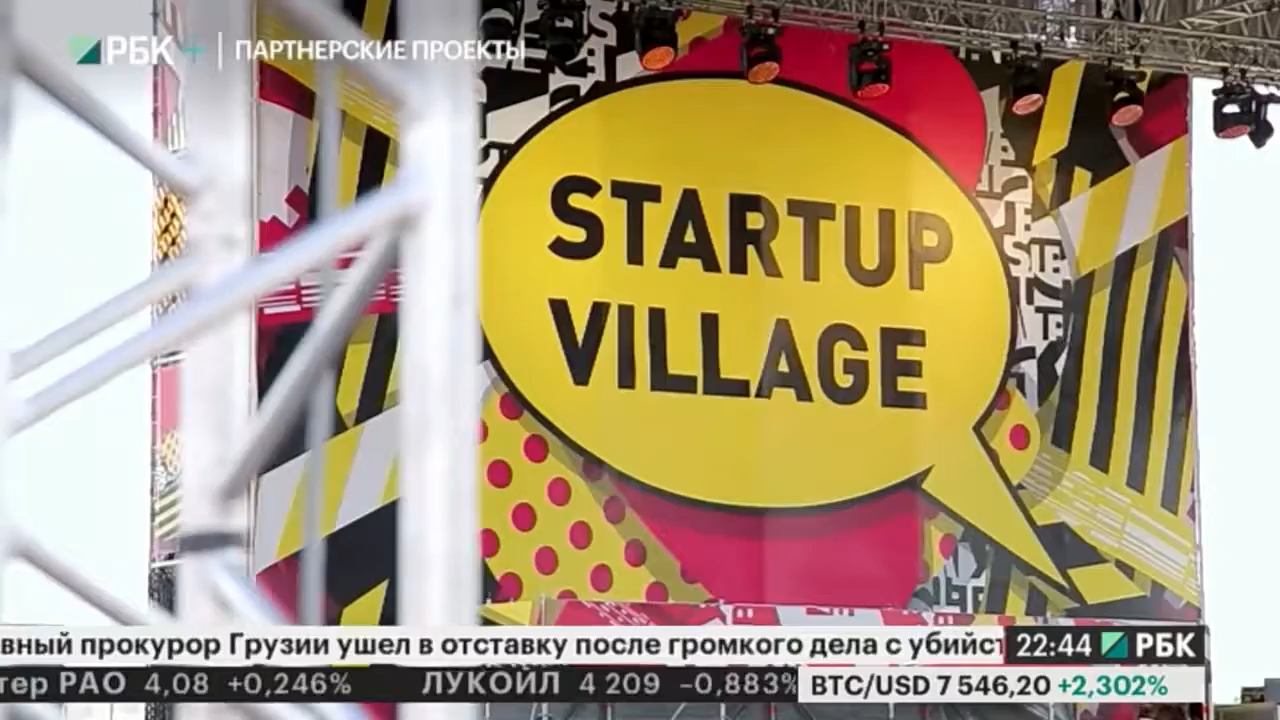 РБК+ | ПАРТНЕРСКИЕ ПРОЕКТЫ
STARTUP
VILLAGE
вный прокурор Грузии ушел в отставку после громкого дела с убийст
22:44 РБК
тер РАО 4,08 +0,246% ЛУКОЙЛ 4 209 -0,883%
BTC/USD 7 546,20 +2,302%